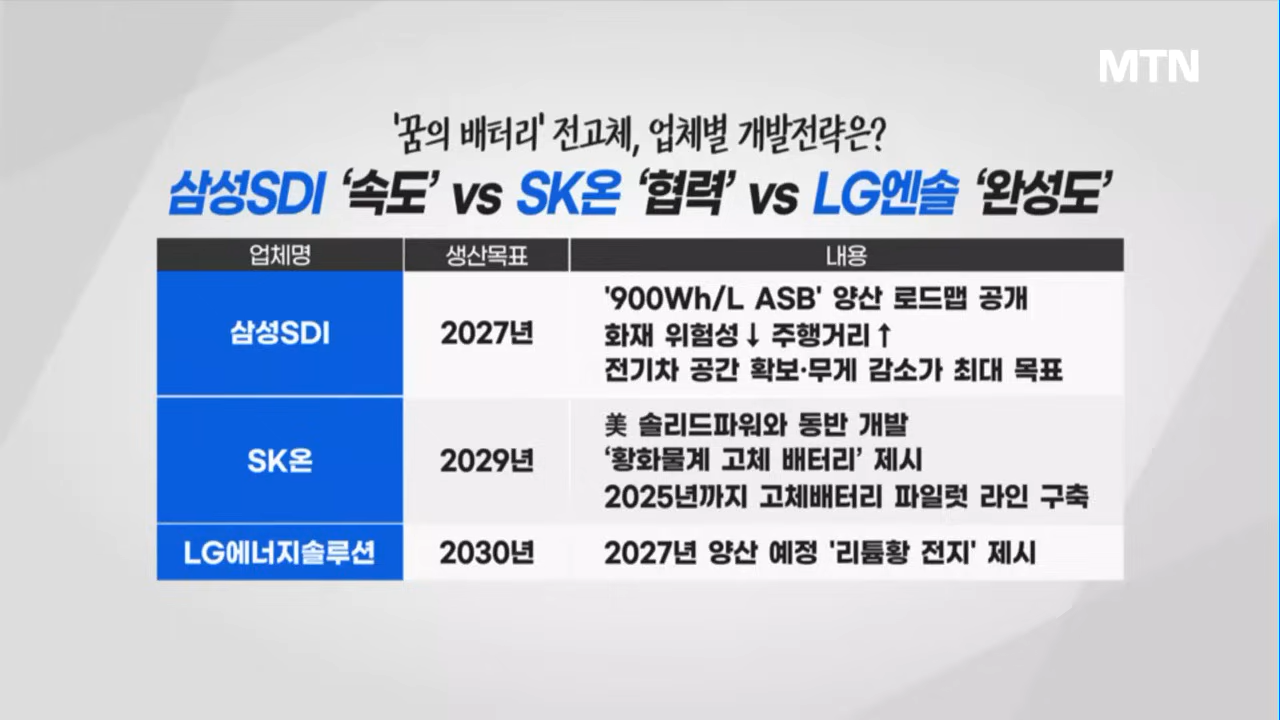 MTN
'꿈의 배터리' 전고체, 업체별 개발전략은?
삼성SDI ‘속도’ vs SK온 ‘협력’ vs LG엔솔 ‘완성도’
업체명 생산목표 내용
삼성SDI 2027년 '900Wh/L ASB' 양산 로드맵 공개
화재 위험성↓ 주행거리↑
전기차 공간 확보·무게 감소가 최대 목표
SK온 2029년 美 솔리드파워와 동반 개발
‘황화물계 고체 배터리’ 제시
2025년까지 고체배터리 파일럿 라인 구축
LG에너지솔루션 2030년 2027년 양산 예정 '리튬황 전지' 제시